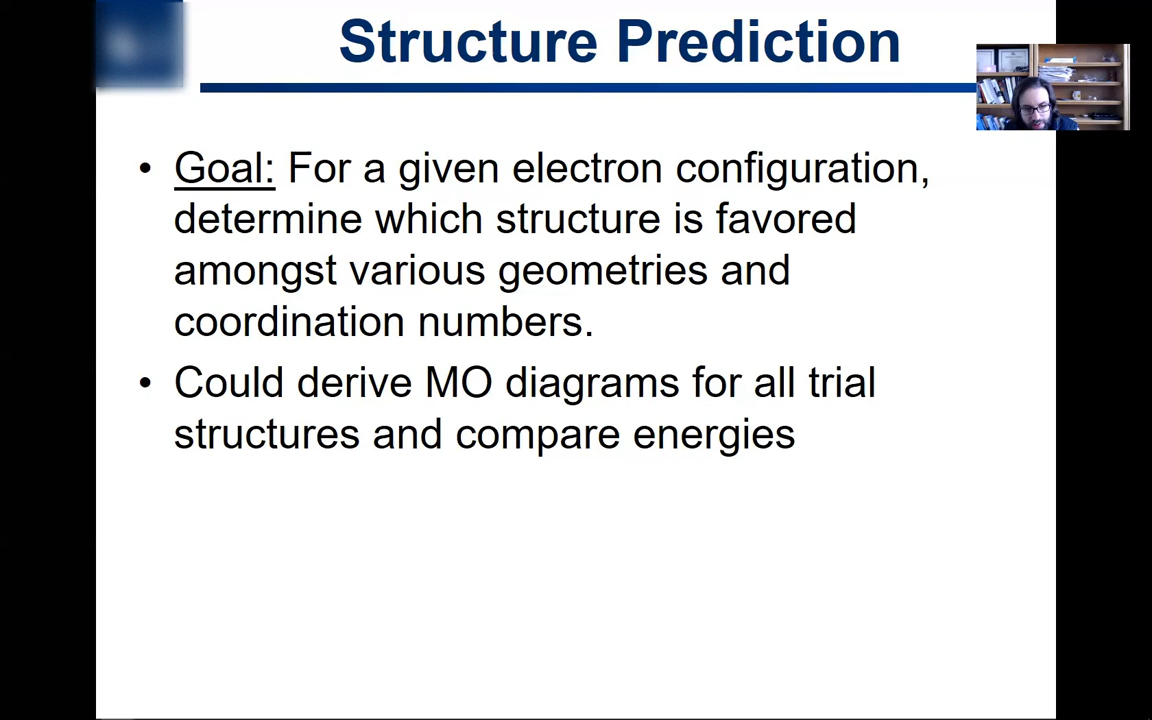 Structure Prediction
• Goal: For a given electron configuration,
determine which structure is favored
amongst various geometries and
coordination numbers.
• Could derive MO diagrams for all trial
structures and compare energies